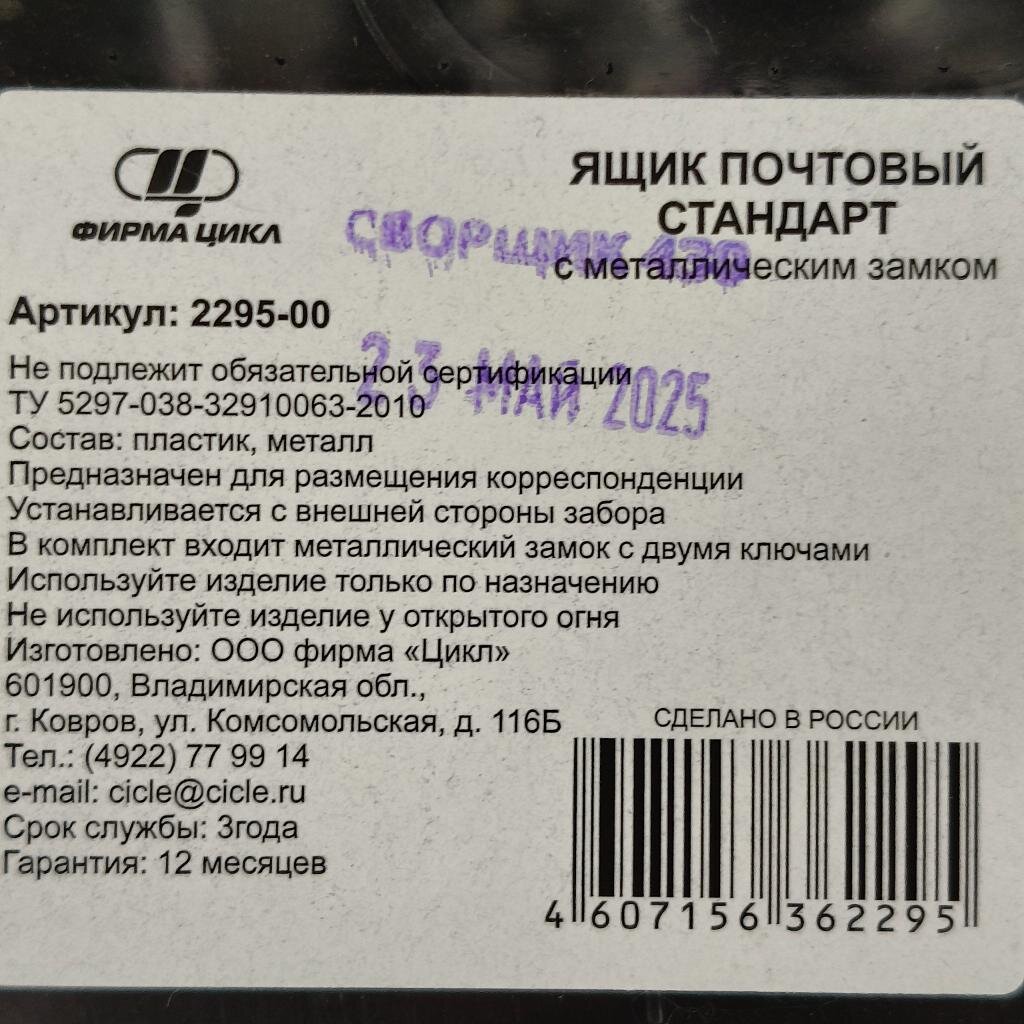 ФИРМА ЦИКЛ
ЯЩИК ПОЧТОВЫЙ
СТАНДАРТ
с металлическим замком
СБОРЩИК 430
Артикул: 2295-00
23 МАЙ 2025
Не подлежит обязательной сертификации
ТУ 5297-038-32910063-2010
Состав: пластик, металл
Предназначен для размещения корреспонденции
Устанавливается с внешней стороны забора
В комплект входит металлический замок с двумя ключами
Используйте изделие только по назначению
Не используйте изделие у открытого огня
Изготовлено: ООО фирма «Цикл»
601900, Владимирская обл.,
г. Ковров, ул. Комсомольская, д. 116Б
Тел.: (4922) 77 99 14
e-mail: cicle@cicle.ru
Срок службы: 3года
Гарантия: 12 месяцев
СДЕЛАНО В РОССИИ
4 607156 362295